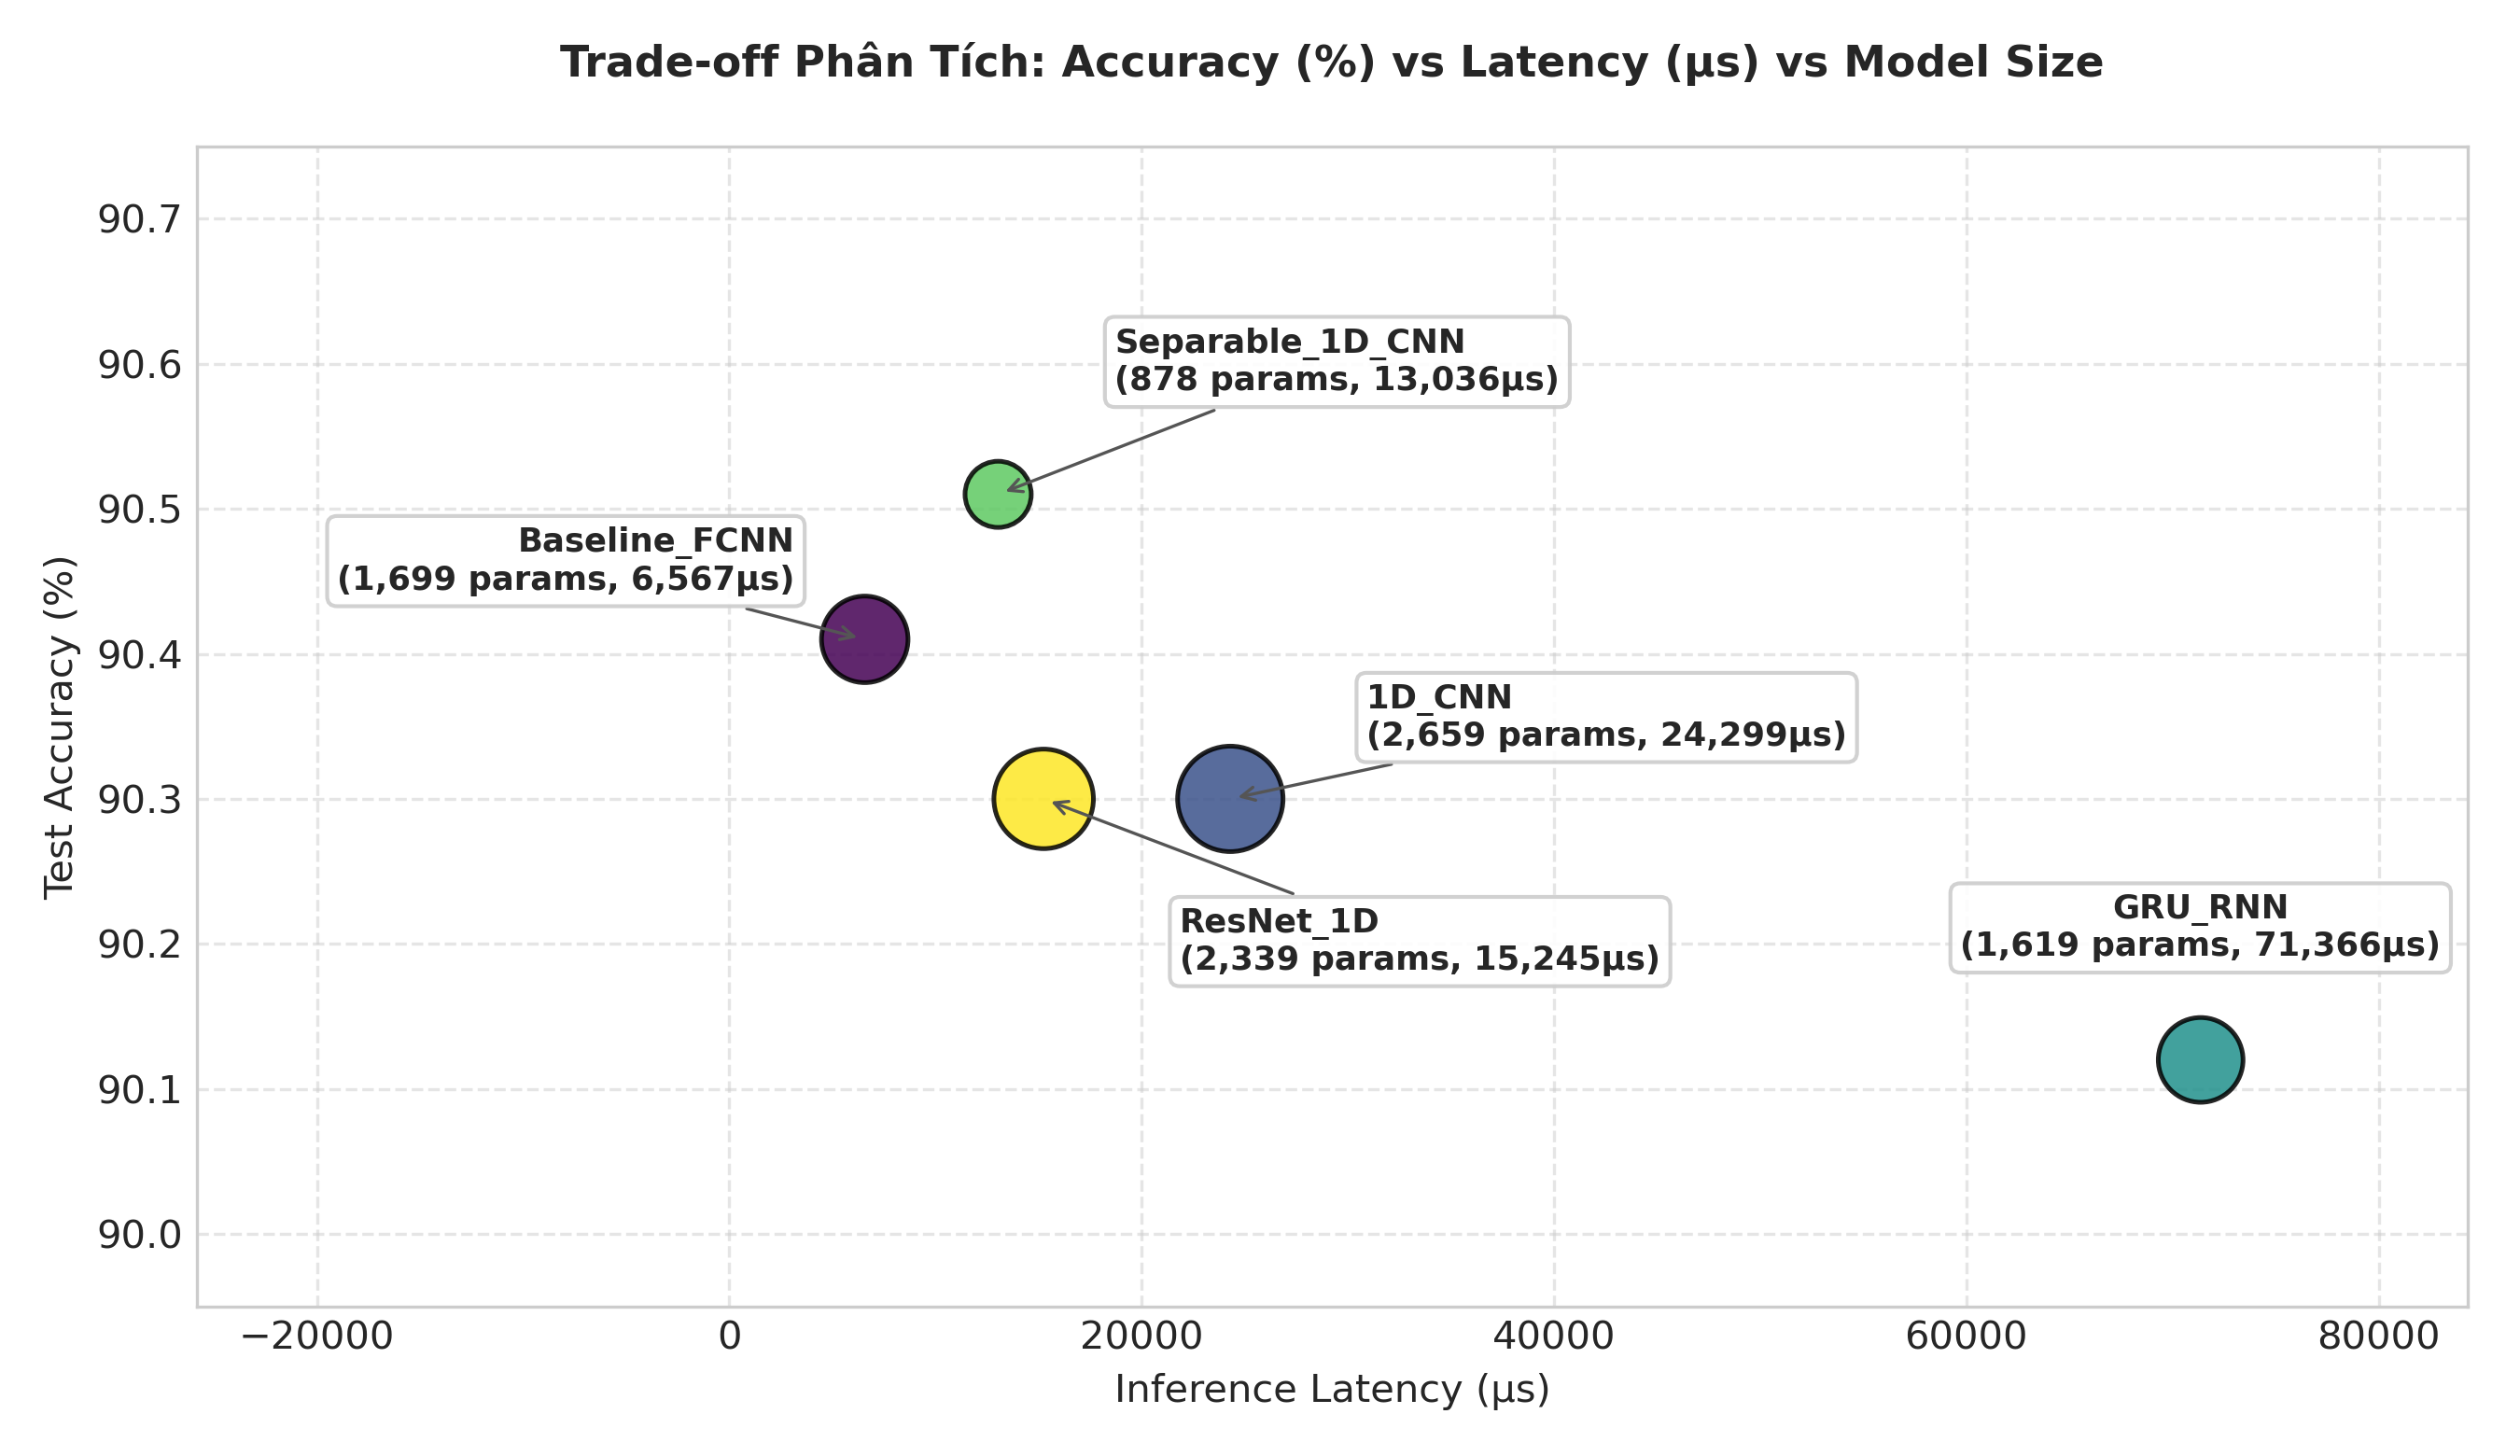 Trade-off Phân Tích: Accuracy (%) vs Latency (µs) vs Model Size
Test Accuracy (%)
90.7
90.6
90.5
90.4
90.3
90.2
90.1
90.0
Separable_1D_CNN
(878 params, 13,036µs)
Baseline_FCNN
(1,699 params, 6,567µs)
1D_CNN
(2,659 params, 24,299µs)
ResNet_1D
(2,339 params, 15,245µs)
GRU_RNN
(1,619 params, 71,366µs)
−20000 0 20000 40000 60000 80000
Inference Latency (µs)